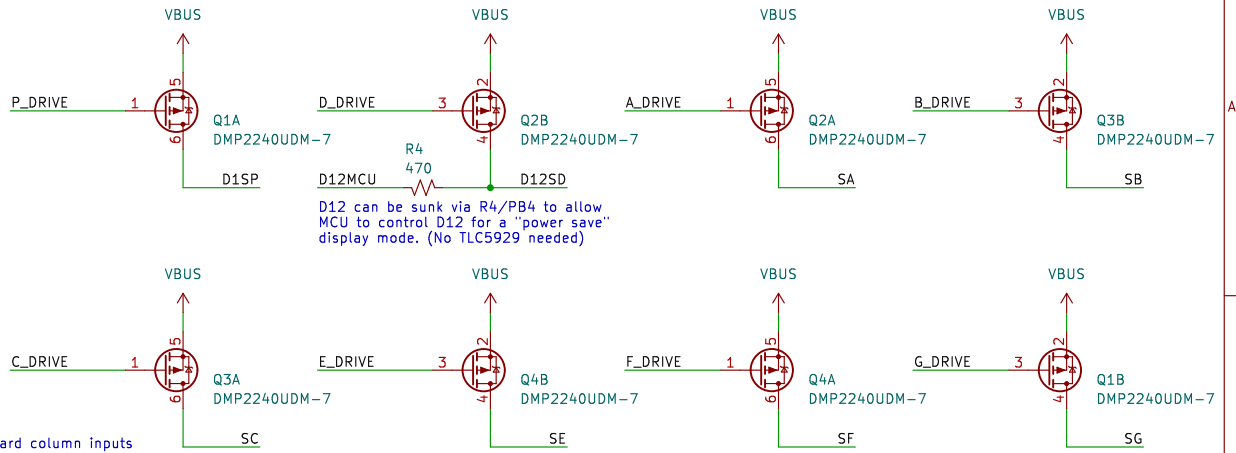 VBUS
VBUS
VBUS
VBUS
P_DRIVE
1
5
6
Q1A
DMP2240UDM-7
D1SP
D_DRIVE
3
2
4
Q2B
DMP2240UDM-7
R4
470
D12MCU
D12SD
D12 can be sunk via R4/PB4 to allow
MCU to control D12 for a "power save"
display mode. (No TLC5929 needed)
A_DRIVE
1
5
6
Q2A
DMP2240UDM-7
SA
B_DRIVE
3
2
4
Q3B
DMP2240UDM-7
SB
A
VBUS
VBUS
VBUS
VBUS
C_DRIVE
1
5
6
Q3A
DMP2240UDM-7
SC
E_DRIVE
3
2
4
Q4B
DMP2240UDM-7
SE
F_DRIVE
1
5
6
Q4A
DMP2240UDM-7
SF
G_DRIVE
3
2
4
Q1B
DMP2240UDM-7
SG
ard column inputs